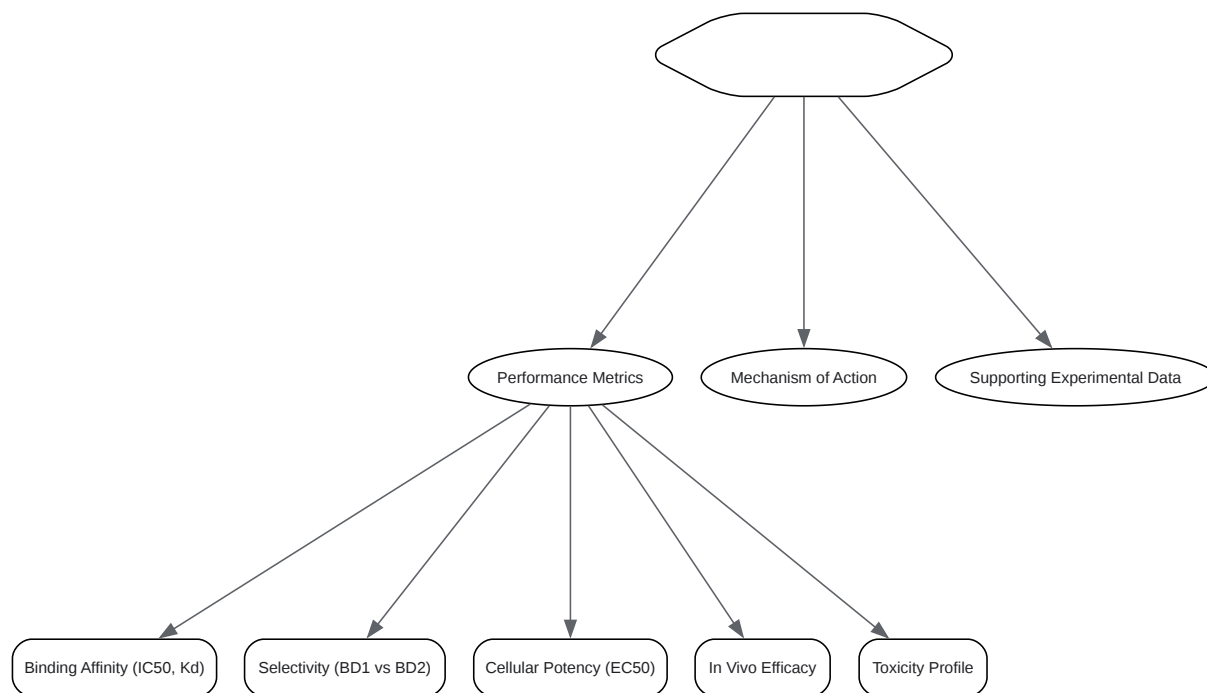 Performance Metrics
Mechanism of Action
Supporting Experimental Data
Binding Affinity (IC50, Kd)
Selectivity (BD1 vs BD2)
Cellular Potency (EC50)
In Vivo Efficacy
Toxicity Profile